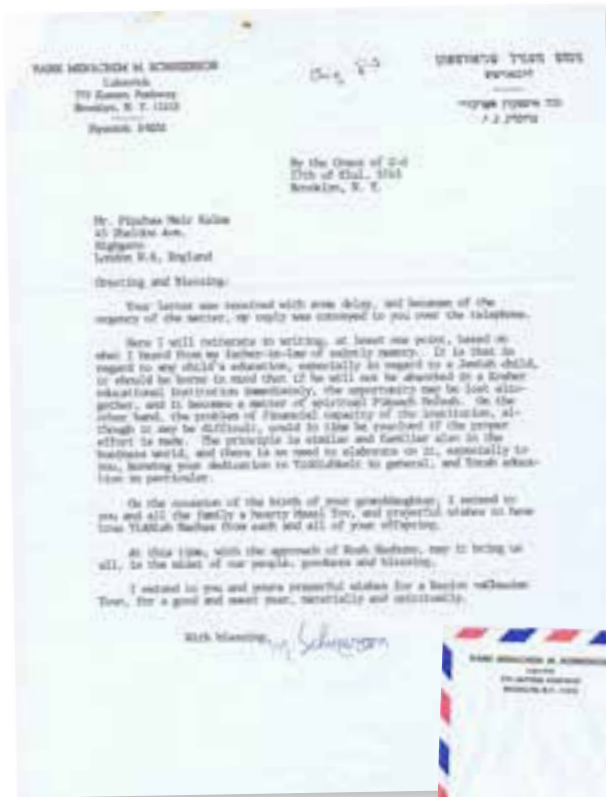 RABBI MENACHEM M. SCHNEERSON
Lubavitch
770 Eastern Parkway
Brooklyn, N. Y. 11213
מנחם מענדל שניאורסאהן
ליובאוויטש
770 איסטערן פארקוויי
ברוקלין, נ. י.
By the Grace of G-d
Brooklyn, N. Y.
Mr. Pinchas Meir
Ave.
Highgate
London N.6, England
Greeting and Blessing:
Your letter was received with some delay, and because of the
urgency of the matter, my reply was conveyed to you over the telephone.
Here I will reiterate in writing, at least one point, based on
what I heard from my father-in-law of saintly memory. It is that in
regard to any child's education, especially in regard to a Jewish child,
it should be borne in mind that if he will not be absorbed in a Kosher
educational institution immediately, the opportunity may be lost alto-
gether, and it becomes a matter of spiritual Pikuach Nefesh. On the
other hand, the problem of financial capacity of the institution, al-
though it may be difficult, would in time be resolved if the proper
effort is made. The principle is similar and familiar also in the
business world, and there is no need to elaborate on it, especially to
you, knowing your dedication to Yiddishkeit in general, and Torah educa-
tion in particular.
On the occasion of the birth of your granddaughter, I extend to
you and all the family a hearty Mazel Tov, and prayerful wishes to have
true Yiddish Nachas from each and all of your offspring.
At this time, with the approach of Rosh Hashono, may it bring us
all, in the midst of our people, goodness and blessing,
I extend to you and yours prayerful wishes for a Kesivo vaChasimo
Tovo, for a good and sweet year, materially and spiritually.
With blessing,
M Schneerson
RABBI MENACHEM M. SCHNEERSON